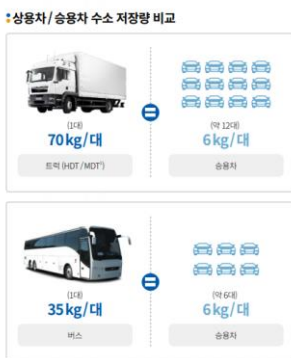 상용차/승용차 수소 저장량 비교
(1대)
70kg/대
트럭 (HDT/MDT¹)
(약 12대)
6kg/대
승용차
(1대)
35kg/대
버스
(약 6대)
6kg/대
승용차